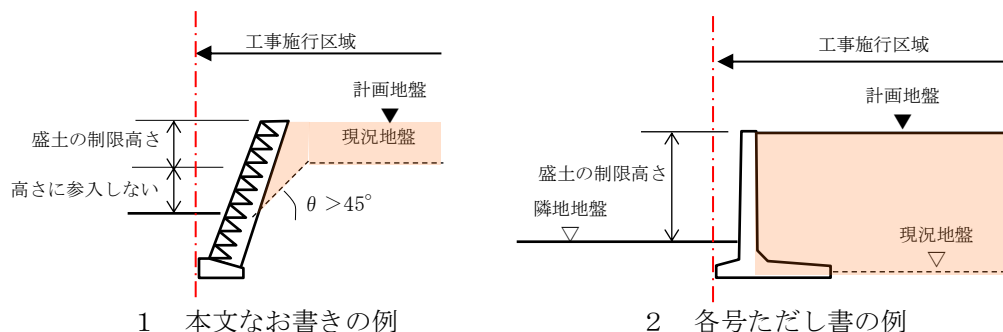 工事施行区域
計画地盤
盛土の制限高さ
現況地盤
高さに参入しない
θ >45°
1 本文なお書きの例
工事施行区域
計画地盤
盛土の制限高さ
隣地地盤
現況地盤
2 各号ただし書の例